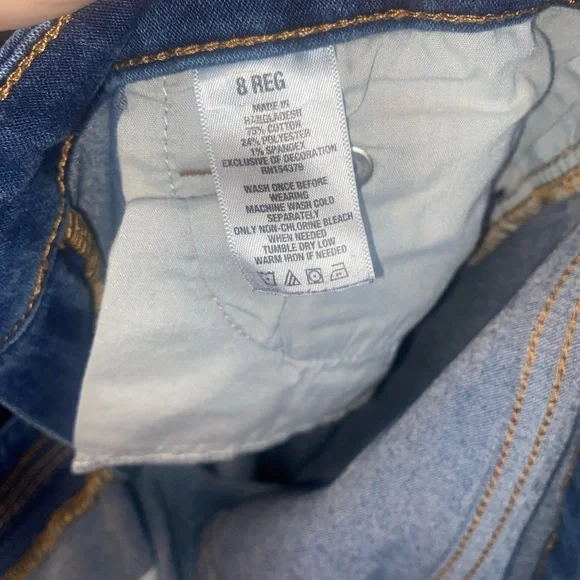 8 REG
MADE IN
BANGLADESH
75% COTTON
24% POLYESTER
1% SPANDEX
EXCLUSIVE OF DECORATION
RN154379
WASH ONCE BEFORE
WEARING
MACHINE WASH COLD
SEPARATELY
ONLY NON-CHLORINE BLEACH
WHEN NEEDED
TUMBLE DRY LOW
WARM IRON IF NEEDED